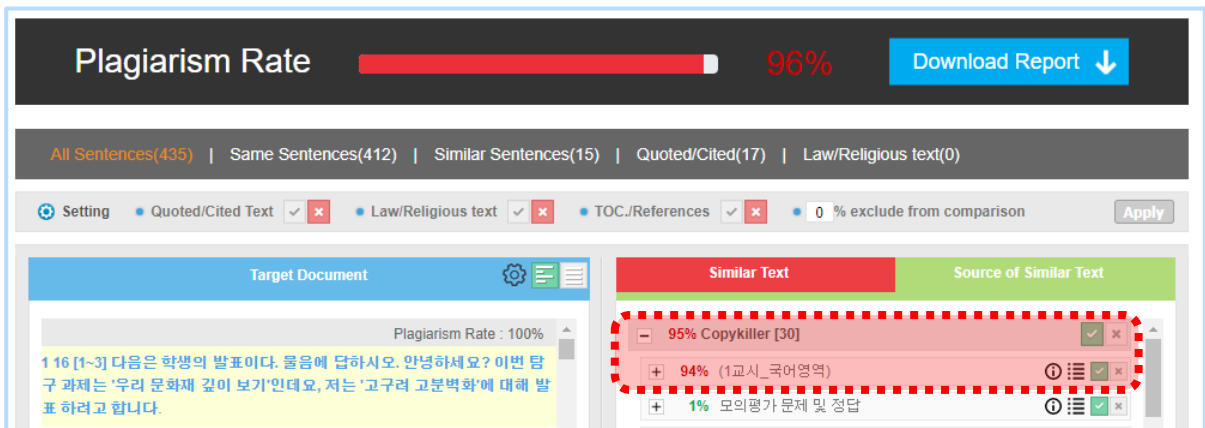 Plagiarism Rate 96% Download Report
All Sentences(435) | Same Sentences(412) | Similar Sentences(15) | Quoted/Cited(17) | Law/Religious text(0)
Setting Quoted/Cited Text Law/Religious text TOC./References 0 % exclude from comparison Apply
Target Document
Plagiarism Rate : 100%
1 16 [1~3] 다음은 학생의 발표이다. 물음에 답하시오. 안녕하세요? 이번 탐
구 과제는 '우리 문화재 깊이 보기'인데요, 저는 '고구려 고분벽화'에 대해 발
표 하려고 합니다.
Similar Text Source of Similar Text
95% Copykiller [30]
94% (1교시_국어영역)
1% 모의평가 문제 및 정답